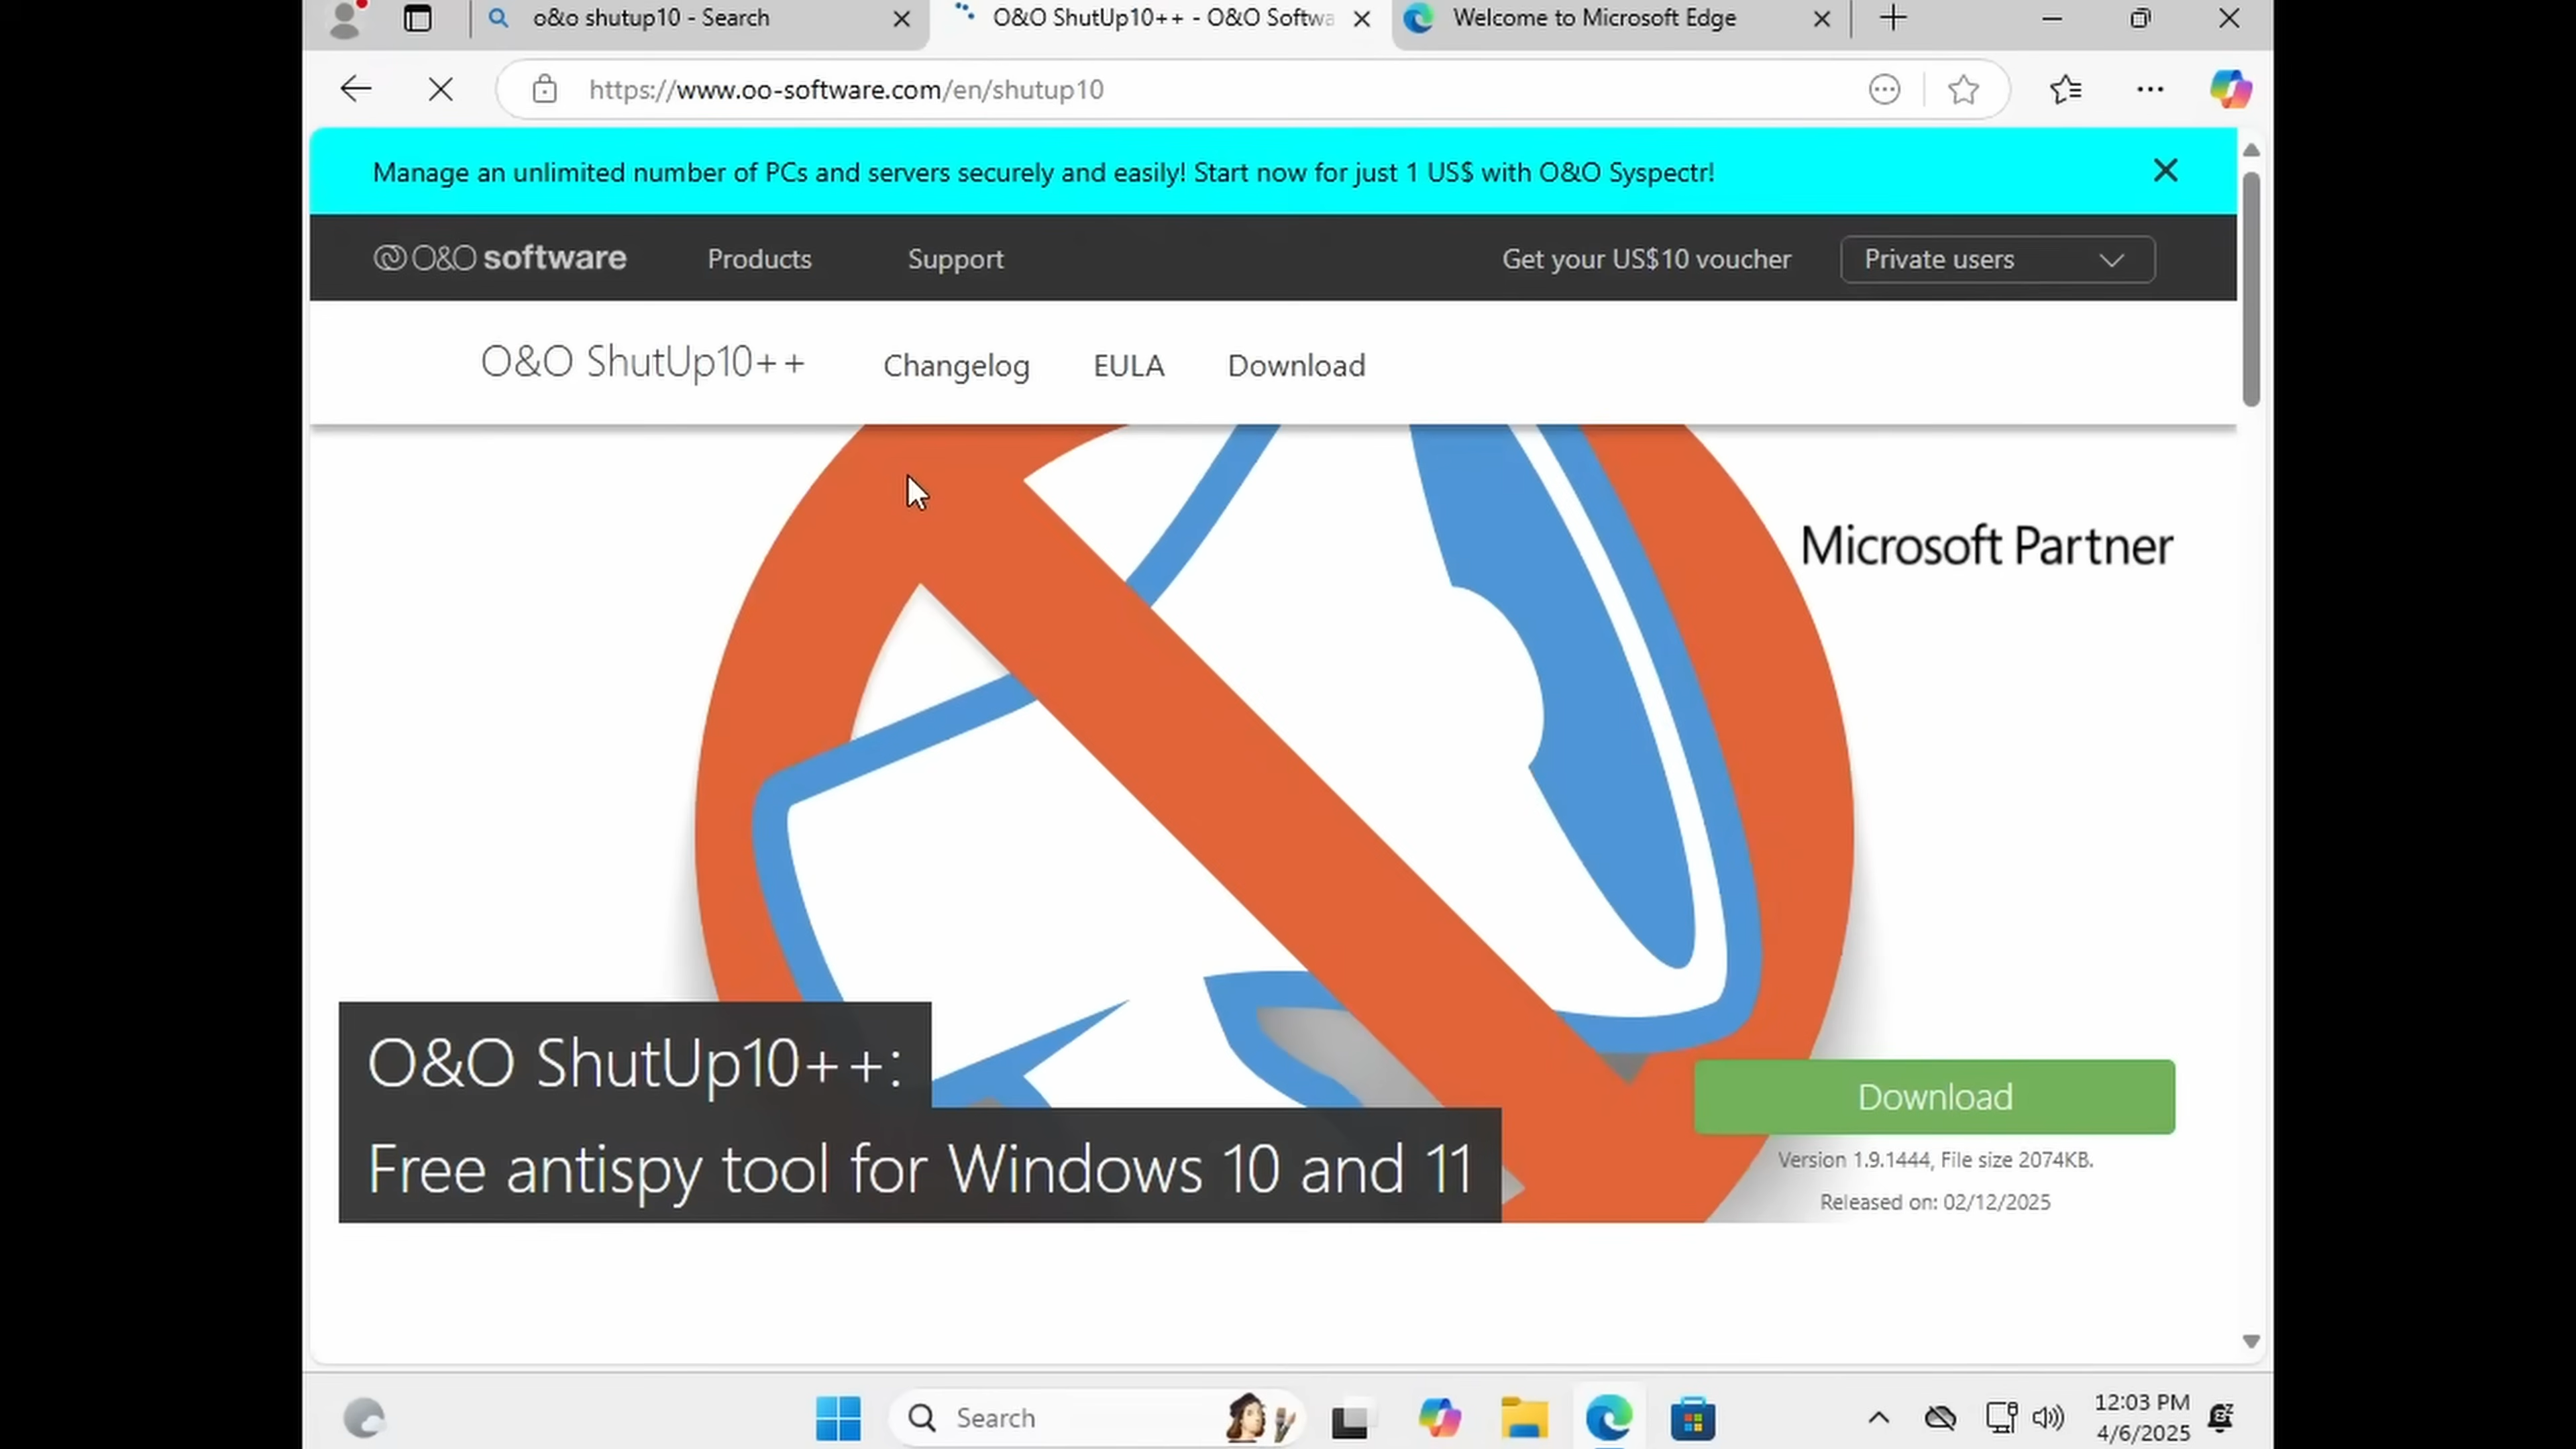 o&o shutup10 - Search
O&O ShutUp10++ - O&O Softwa
Welcome to Microsoft Edge
https://www.oo-software.com/en/shutup10
Manage an unlimited number of PCs and servers securely and easily! Start now for just 1 US$ with O&O Syspectr!
O&O software
Products
Support
Get your US$10 voucher
Private users
O&O ShutUp10++
Changelog
EULA
Download
Microsoft Partner
O&O ShutUp10++:
Free antispy tool for Windows 10 and 11
Download
Version 1.9.1444, File size 2074KB.
Released on: 02/12/2025
Search
12:03 PM
4/6/2025